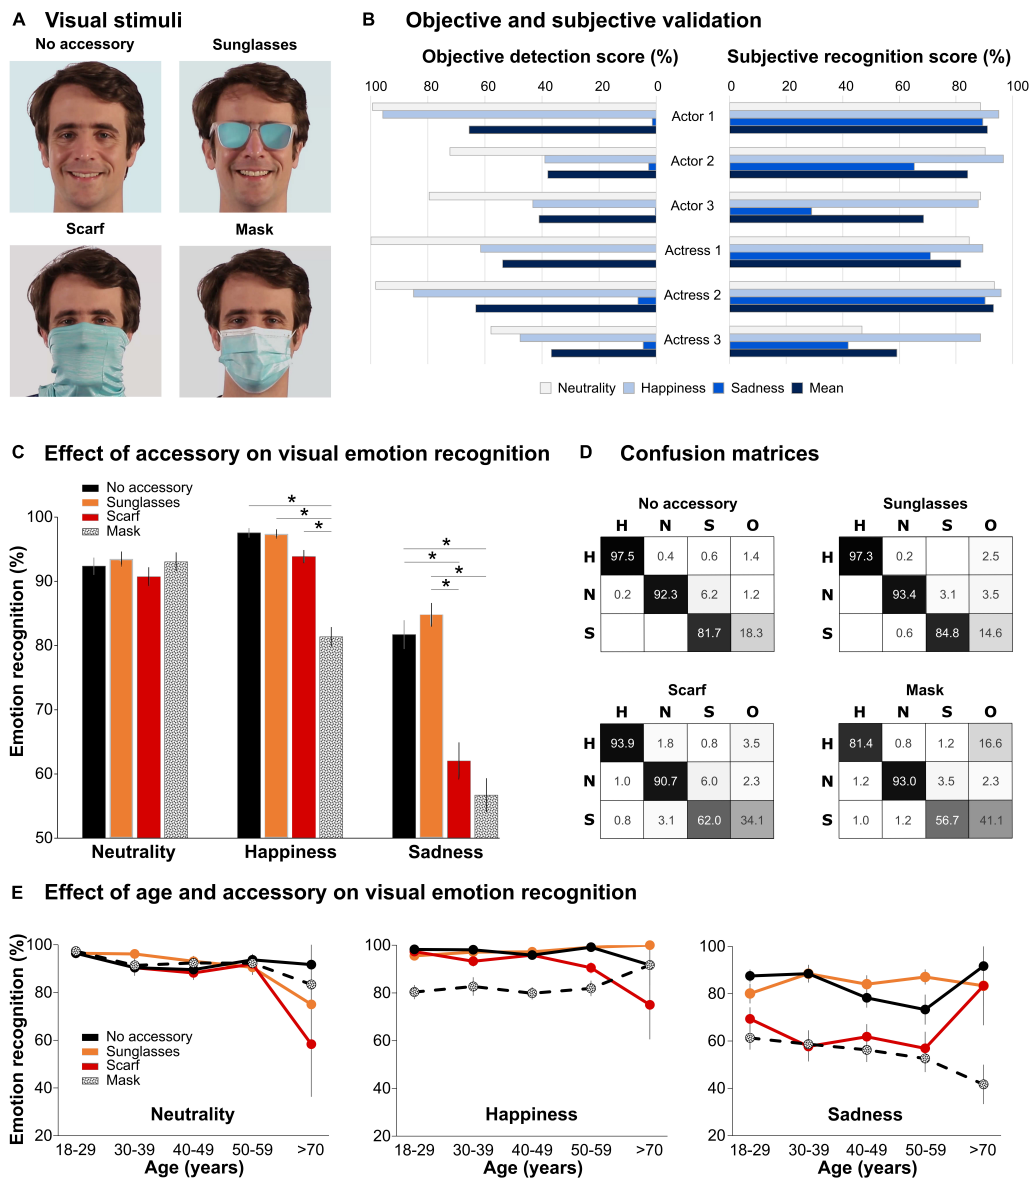 A Visual stimuli
No accessory Sunglasses
Scarf Mask
B Objective and subjective validation
Objective detection score (%) Subjective recognition score (%)
100 80 60 40 20 0 0 20 40 60 80 100
Actor 1
Actor 2
Actor 3
Actress 1
Actress 2
Actress 3
Neutrality Happiness Sadness Mean
C Effect of accessory on visual emotion recognition
No accessory
Sunglasses
Scarf
Mask
Emotion recognition (%)
100
90
80
70
60
50
* * *
* * * *
Neutrality Happiness Sadness
D Confusion matrices
No accessory
H N S O
H 97.5 0.4 0.6 1.4
N 0.2 92.3 6.2 1.2
S 81.7 18.3
Sunglasses
H N S O
H 97.3 0.2 2.5
N 93.4 3.1 3.5
S 0.6 84.8 14.6
Scarf
H N S O
H 93.9 1.8 0.8 3.5
N 1.0 90.7 6.0 2.3
S 0.8 3.1 62.0 34.1
Mask
H N S O
H 81.4 0.8 1.2 16.6
N 1.2 93.0 3.5 2.3
S 1.0 1.2 56.7 41.1
E Effect of age and accessory on visual emotion recognition
Emotion recognition (%)
100
80
60
40
20
No accessory
Sunglasses
Scarf
Mask
Neutrality
18-29 30-39 40-49 50-59 >70
Age (years)
100
80
60
40
20
Happiness
18-29 30-39 40-49 50-59 >70
Age (years)
100
80
60
40
20
Sadness
18-29 30-39 40-49 50-59 >70
Age (years)